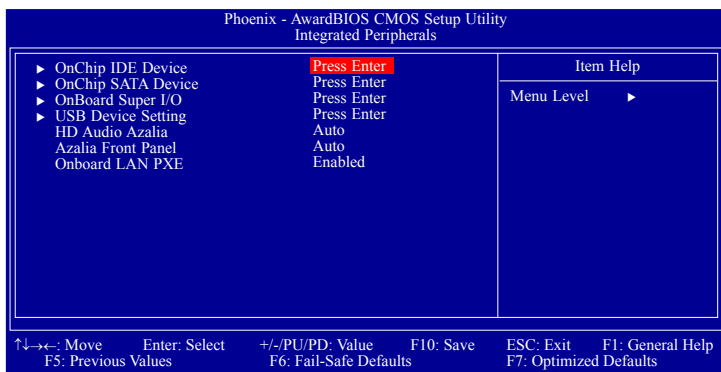 Phoenix - AwardBIOS CMOS Setup Utility
Integrated Peripherals
► OnChip IDE Device Press Enter
► OnChip SATA Device Press Enter
► OnBoard Super I/O Press Enter
► USB Device Setting Press Enter
HD Audio Azalia Auto
Azalia Front Panel Auto
Onboard LAN PXE Enabled
Item Help
Menu Level ►
↑↓→←: Move Enter: Select +/-/PU/PD: Value F10: Save ESC: Exit F1: General Help
F5: Previous Values F6: Fail-Safe Defaults F7: Optimized Defaults